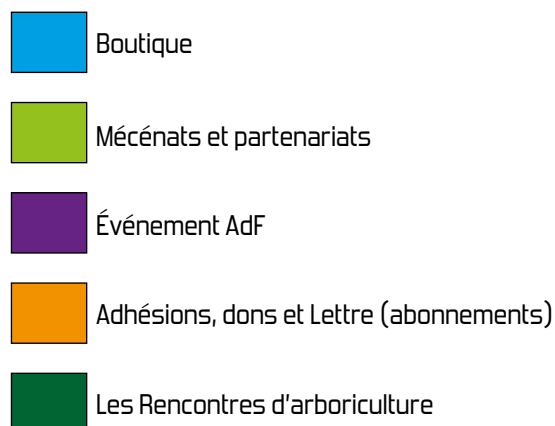 Boutique
Mécénats et partenariats
Événement AdF
Adhésions, dons et Lettre (abonnements)
Les Rencontres d'arboriculture